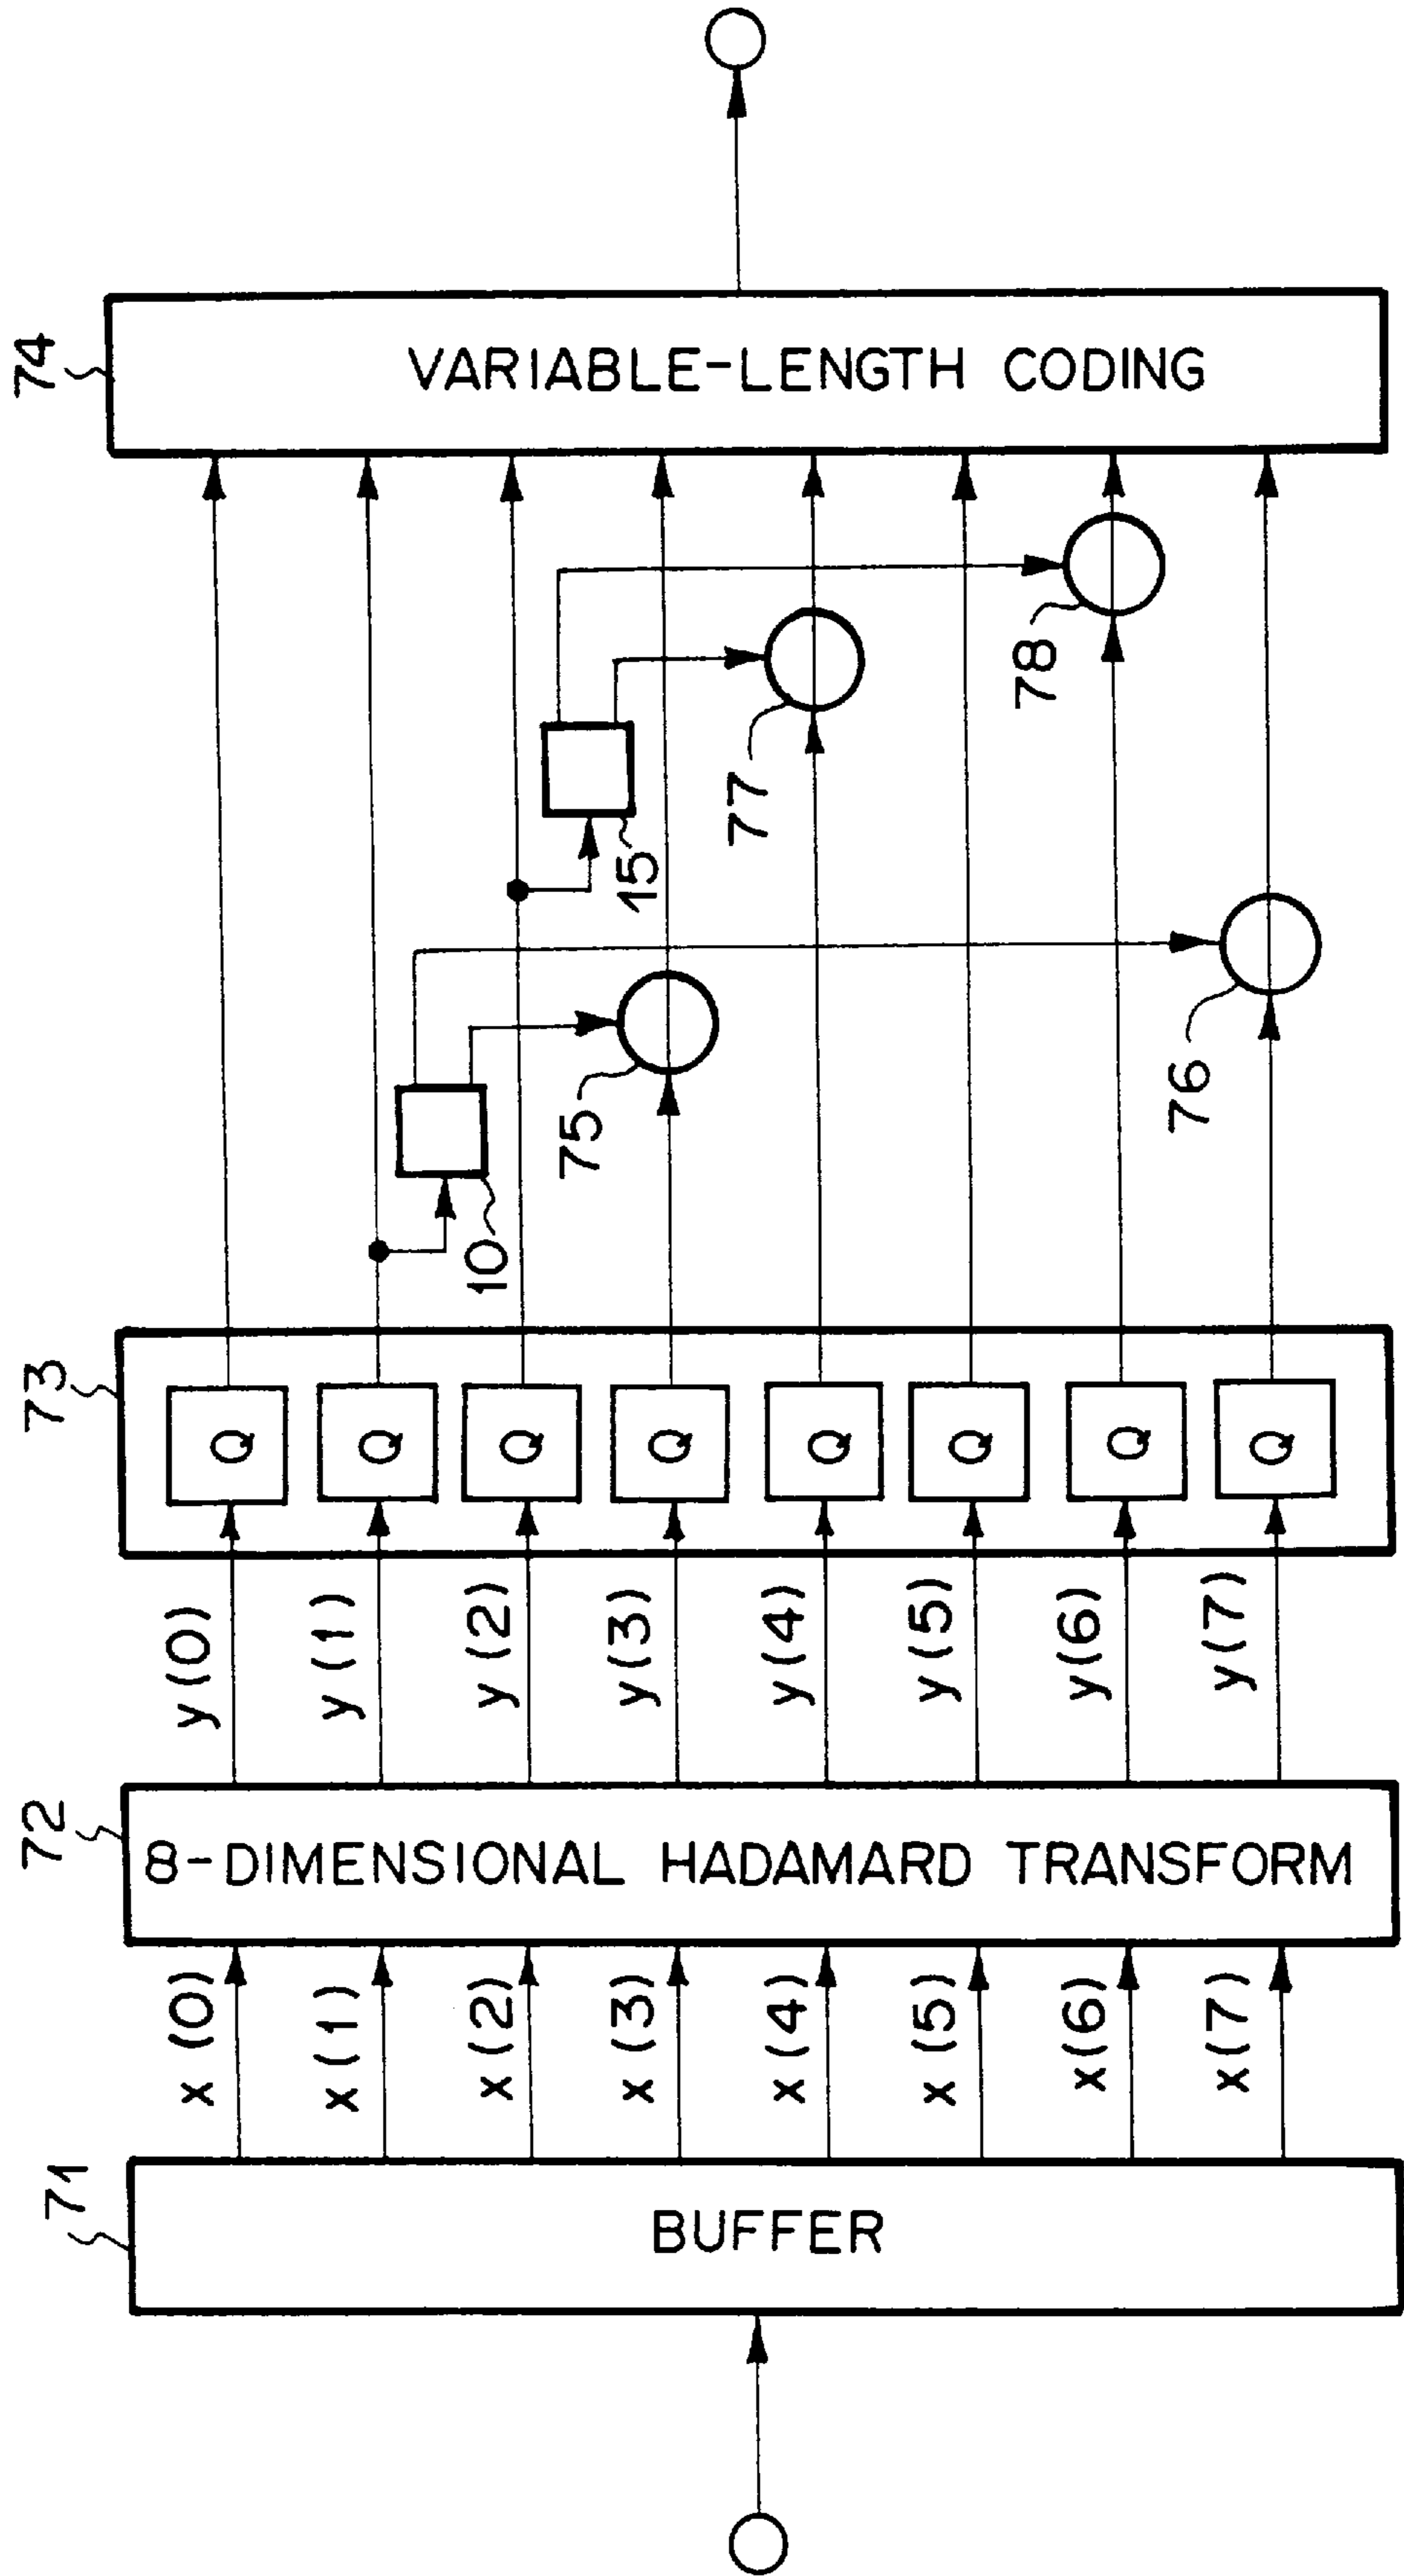 71
BUFFER
x (0)
x (1)
x (2)
x (3)
x (4)
x (5)
x (6)
x (7)
72
8-DIMENSIONAL HADAMARD TRANSFORM
y (0)
y (1)
y (2)
y (3)
y (4)
y (5)
y (6)
y (7)
73
Q
Q
Q
Q
Q
Q
Q
Q
10
75
76
15
77
78
74
VARIABLE-LENGTH CODING